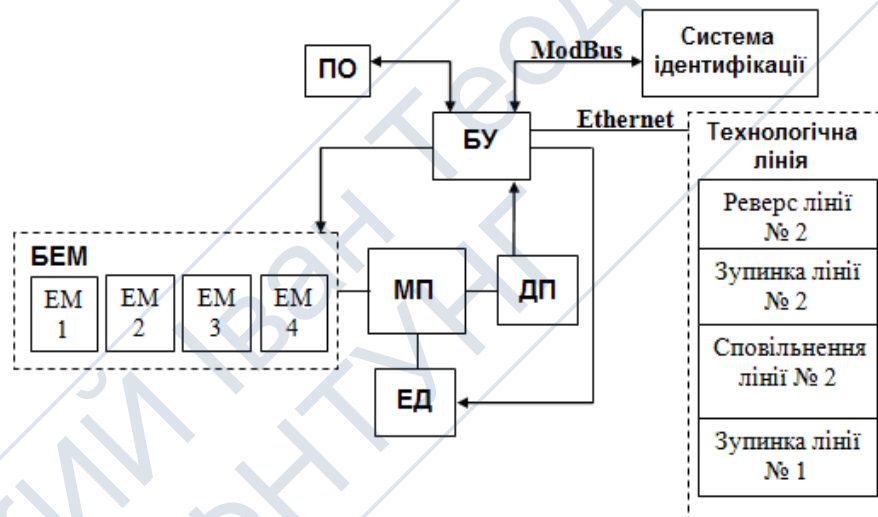 ПО
ModBus
Система
ідентифікації
БУ
Ethernet
Технологічна
лінія
Реверс лінії
№ 2
Зупинка лінії
№ 2
Сповільнення
лінії № 2
Зупинка лінії
№ 1
БЕМ
ЕМ
1
ЕМ
2
ЕМ
3
ЕМ
4
МП
ДП
ЕД
Іван